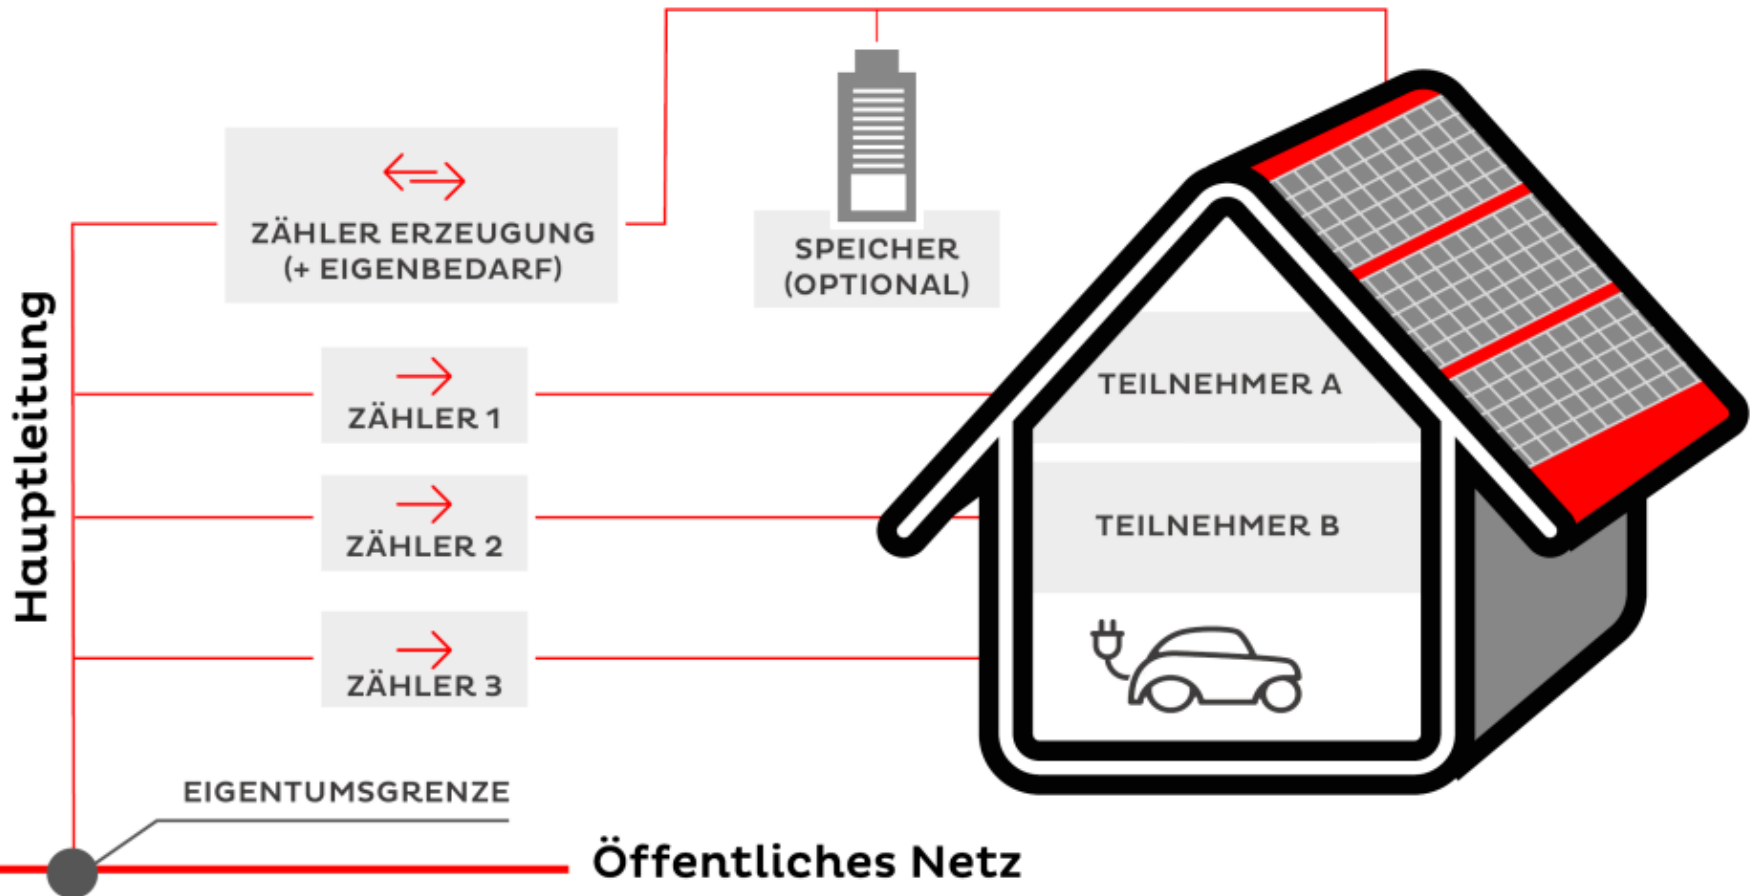 ZÄHLER ERZEUGUNG
(+ EIGENBEDARF)
SPEICHER
(OPTIONAL)
Hauptleitung
ZÄHLER 1
TEILNEHMER A
ZÄHLER 2
TEILNEHMER B
ZÄHLER 3
EIGENTUMSGRENZE
Öffentliches Netz